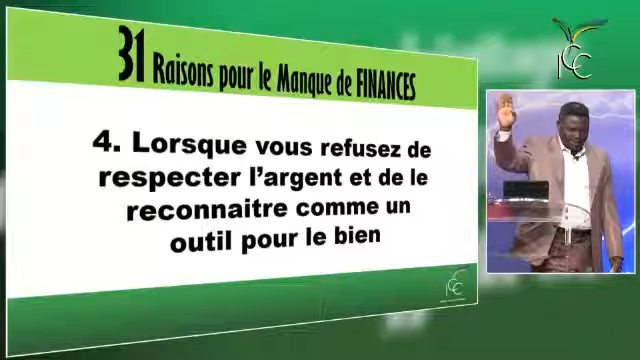 31 Raisons pour le Manque de FINANCES
4. Lorsque vous refusez de
respecter l'argent et de le
reconnaitre comme un
outil pour le bien
ICC
ICC